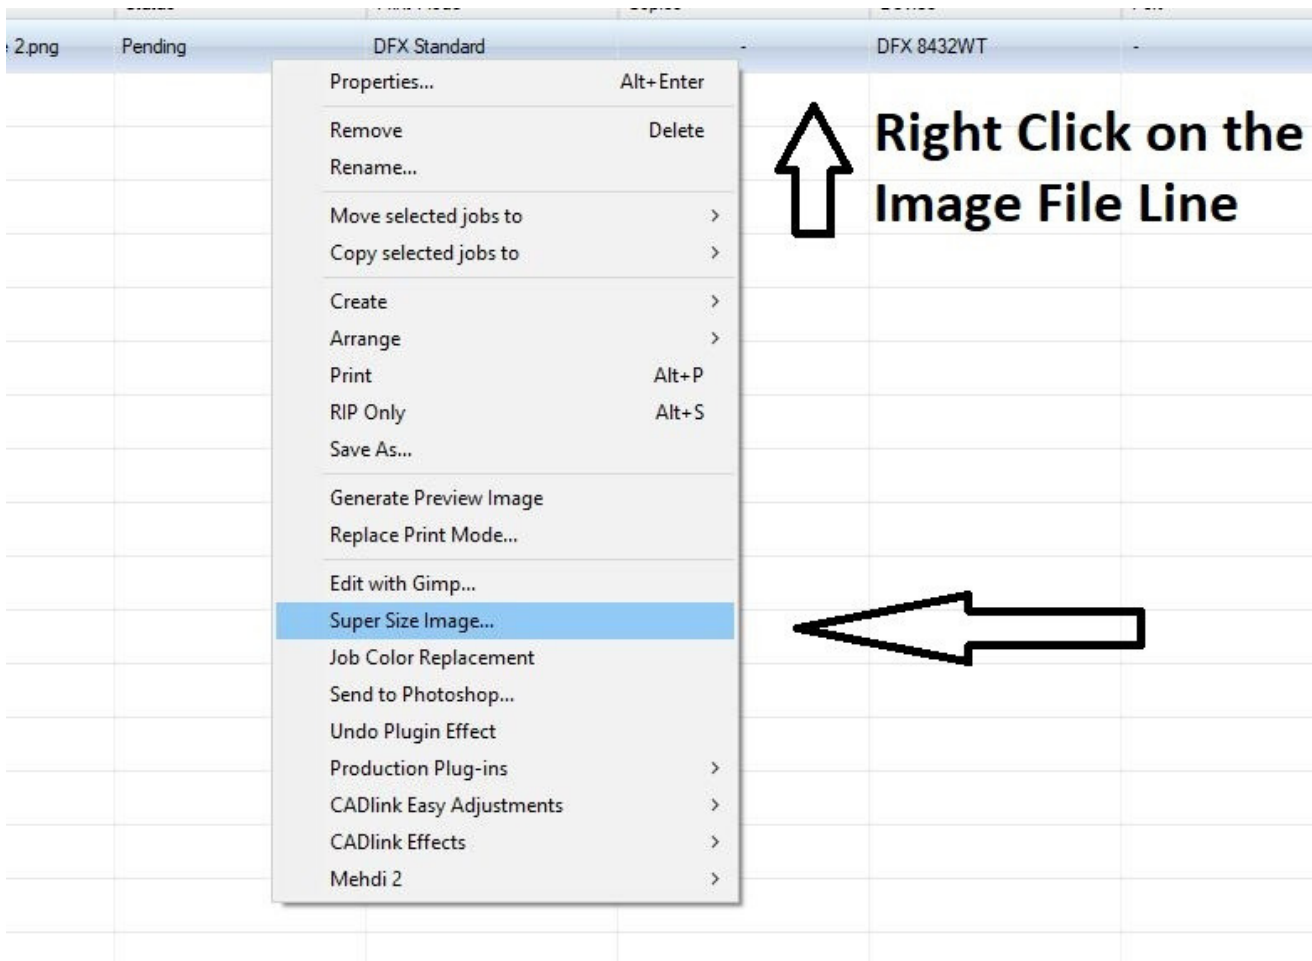 2.png Pending DFX Standard - DFX 8432WT -
Properties... Alt+Enter
Right Click on the
Image File Line
Remove Delete
Rename...
Move selected jobs to >
Copy selected jobs to >
Create >
Arrange >
Print Alt+P
RIP Only Alt+S
Save As...
Generate Preview Image
Replace Print Mode...
Edit with Gimp...
Super Size Image...
Job Color Replacement
Send to Photoshop...
Undo Plugin Effect
Production Plug-ins >
CADlink Easy Adjustments >
CADlink Effects >
Mehdi 2 >